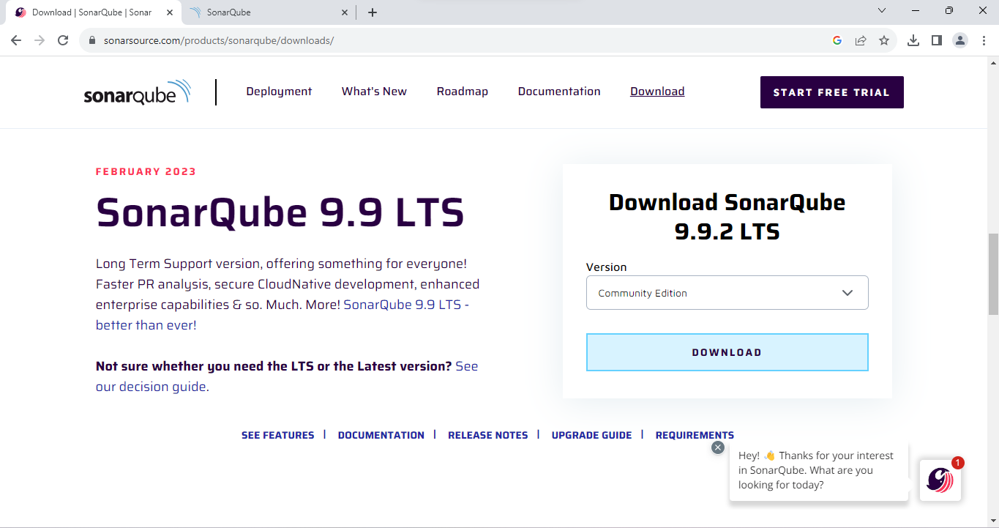 Download | SonarQube | Sonar
SonarQube
sonarsource.com/products/sonarqube/downloads/
sonarqube
Deployment
What's New
Roadmap
Documentation
Download
START FREE TRIAL
FEBRUARY 2023
SonarQube 9.9 LTS
Long Term Support version, offering something for everyone!
Faster PR analysis, secure CloudNative development, enhanced
enterprise capabilities & so. Much. More! SonarQube 9.9 LTS -
better than ever!
Not sure whether you need the LTS or the Latest version? See
our decision guide.
Download SonarQube
9.9.2 LTS
Version
Community Edition
DOWNLOAD
SEE FEATURES | DOCUMENTATION | RELEASE NOTES | UPGRADE GUIDE | REQUIREMENTS
Hey! 👋 Thanks for your interest
in SonarQube. What are you
looking for today?
1